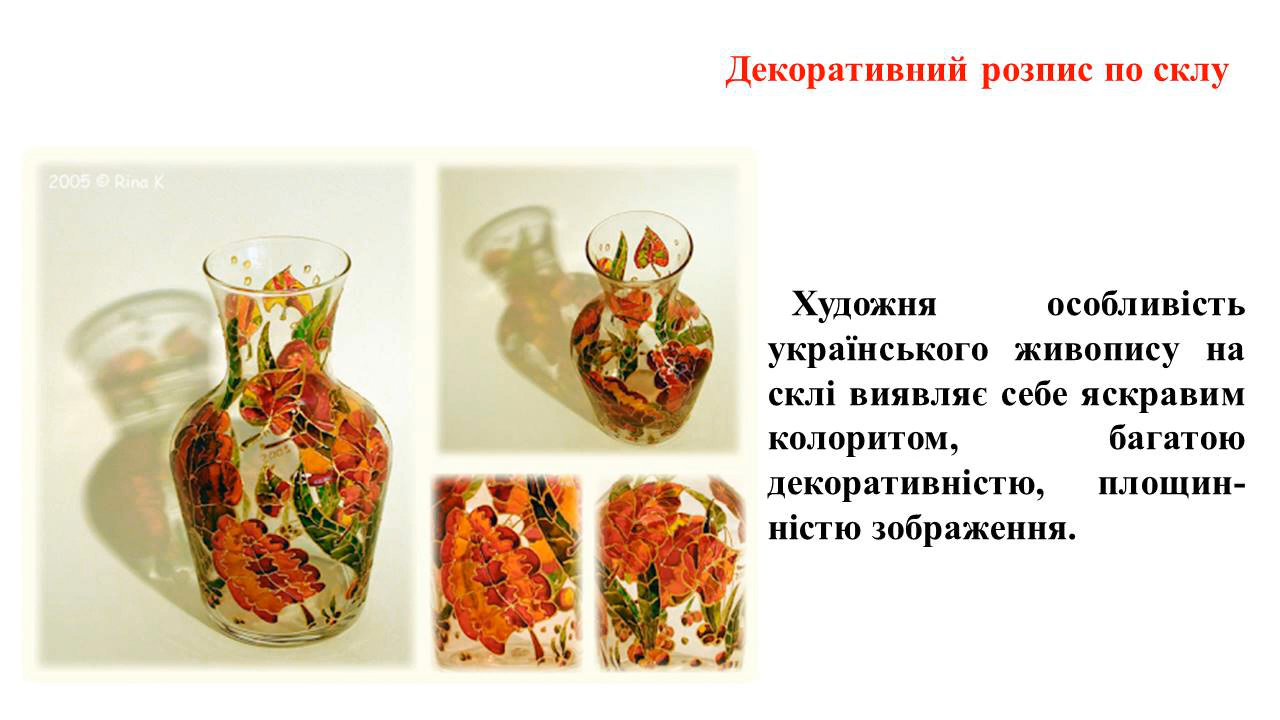 Декоративний розпис по склу
2005 © Rina K
Художня особливість
українського живопису на
склі виявляє себе яскравим
колоритом, багатою
декоративністю, площин-
ністю зображення.